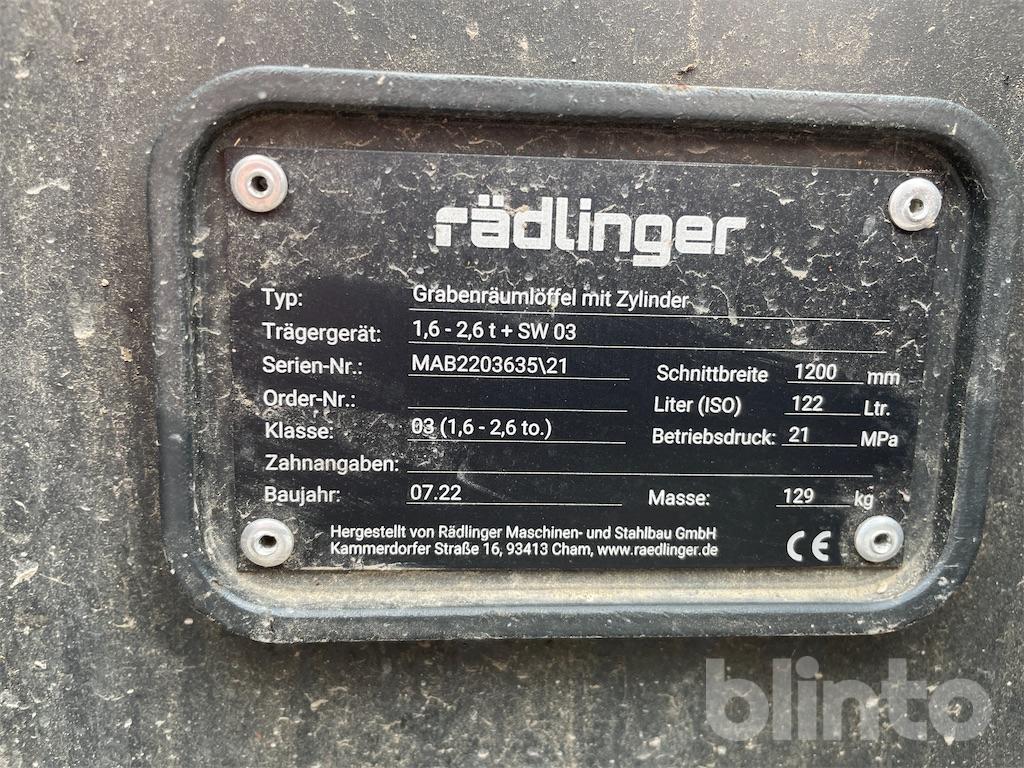 rädlinger
Typ: Grabenräumlöffel mit Zylinder
Trägergerät: 1,6 - 2,6 t + SW 03
Serien-Nr.: MAB2203635\21 Schnittbreite 1200 mm
Order-Nr.: Liter (ISO) 122 Ltr.
Klasse: 03 (1,6 - 2,6 to.) Betriebsdruck: 21 MPa
Zahnangaben:
Baujahr: 07.22 Masse: 129 kg
Hergestellt von Rädlinger Maschinen- und Stahlbau GmbH
Kammerdorfer Straße 16, 93413 Cham, www.raedlinger.de
CE
blinto